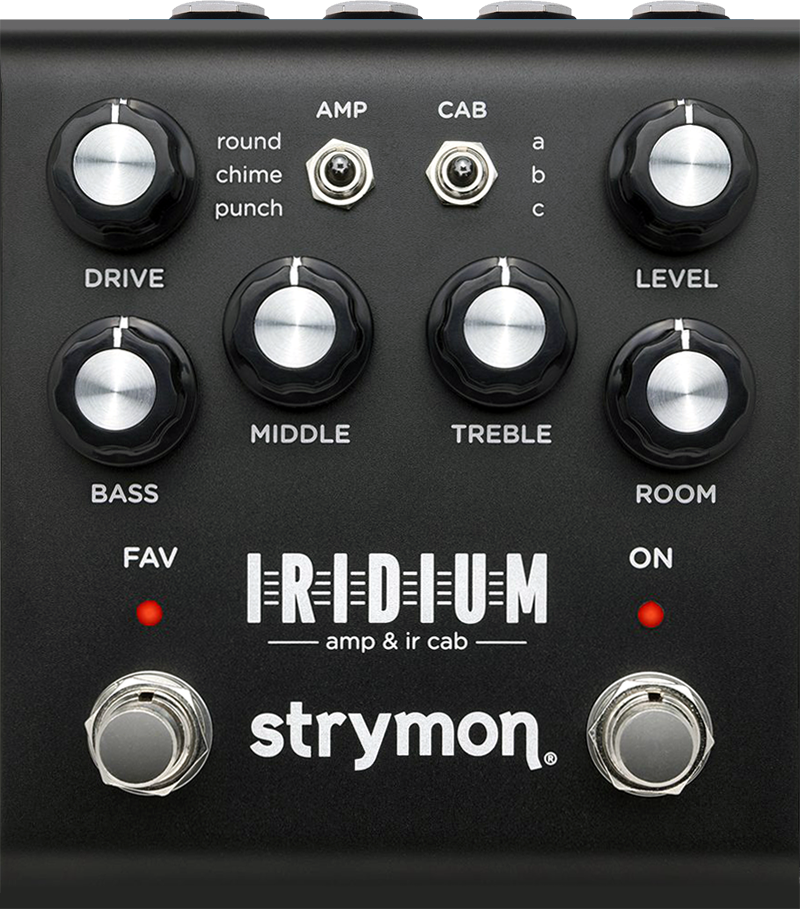 AMP CAB
round a
chime b
punch c
DRIVE LEVEL
MIDDLE TREBLE
BASS ROOM
FAV ON
IRIDIUM
amp & ir cab
strymon®